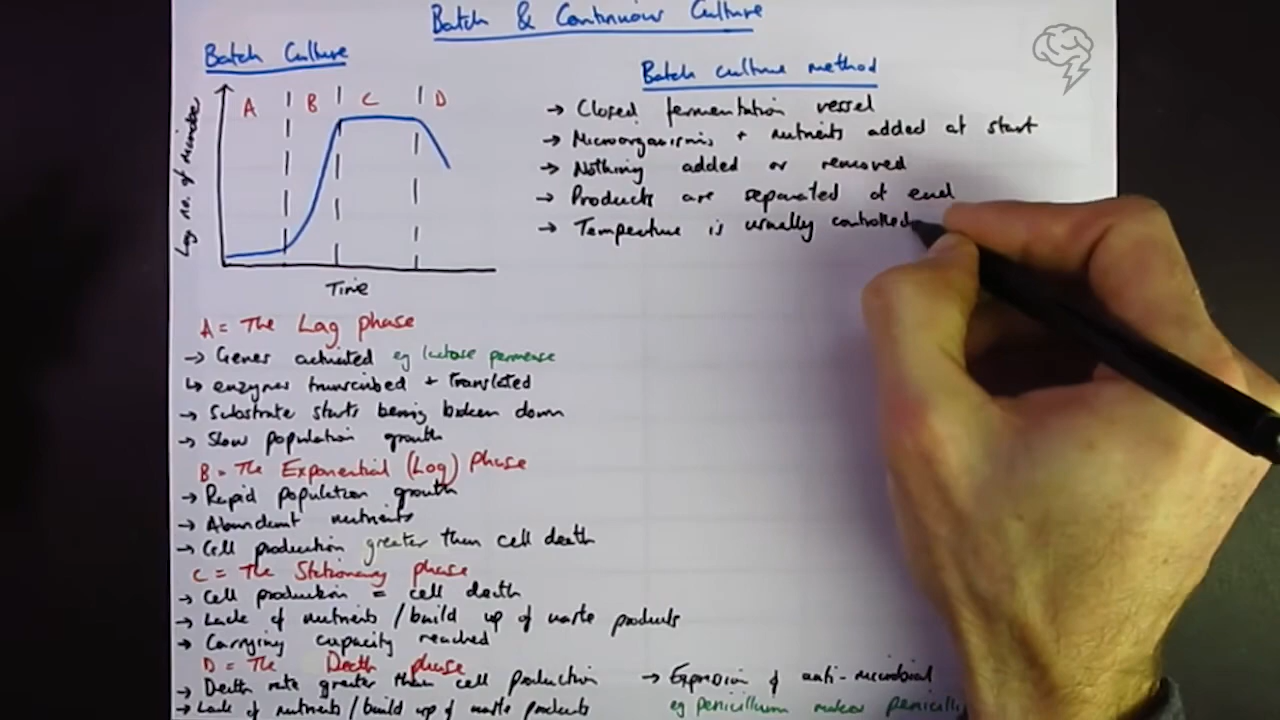 Batch & Continuous Culture
Batch Culture
A B C D
Log no. of microbes
Time
A = The Lag phase
→ Genes activated eg lactose permease
↳ enzymes transcribed + translated
→ Substrate starts being broken down
→ Slow population growth
B = The Exponential (Log) phase
→ Rapid population growth
→ Abundant nutrients
→ Cell production greater than cell death
C = The Stationary phase
→ Cell production = cell death
→ Lack of nutrients / build up of waste products
→ Carrying capacity reached
D = The Death phase
→ Death rate greater than cell production
→ Lack of nutrients / build up of waste products
Batch culture method
→ Closed fermentation vessel
→ Microorganisms + nutrients added at start
→ Nothing added or removed
→ Products are separated at end
→ Temperature is usually controlled
→ Expression of anti-microbial
eg penicillium makes